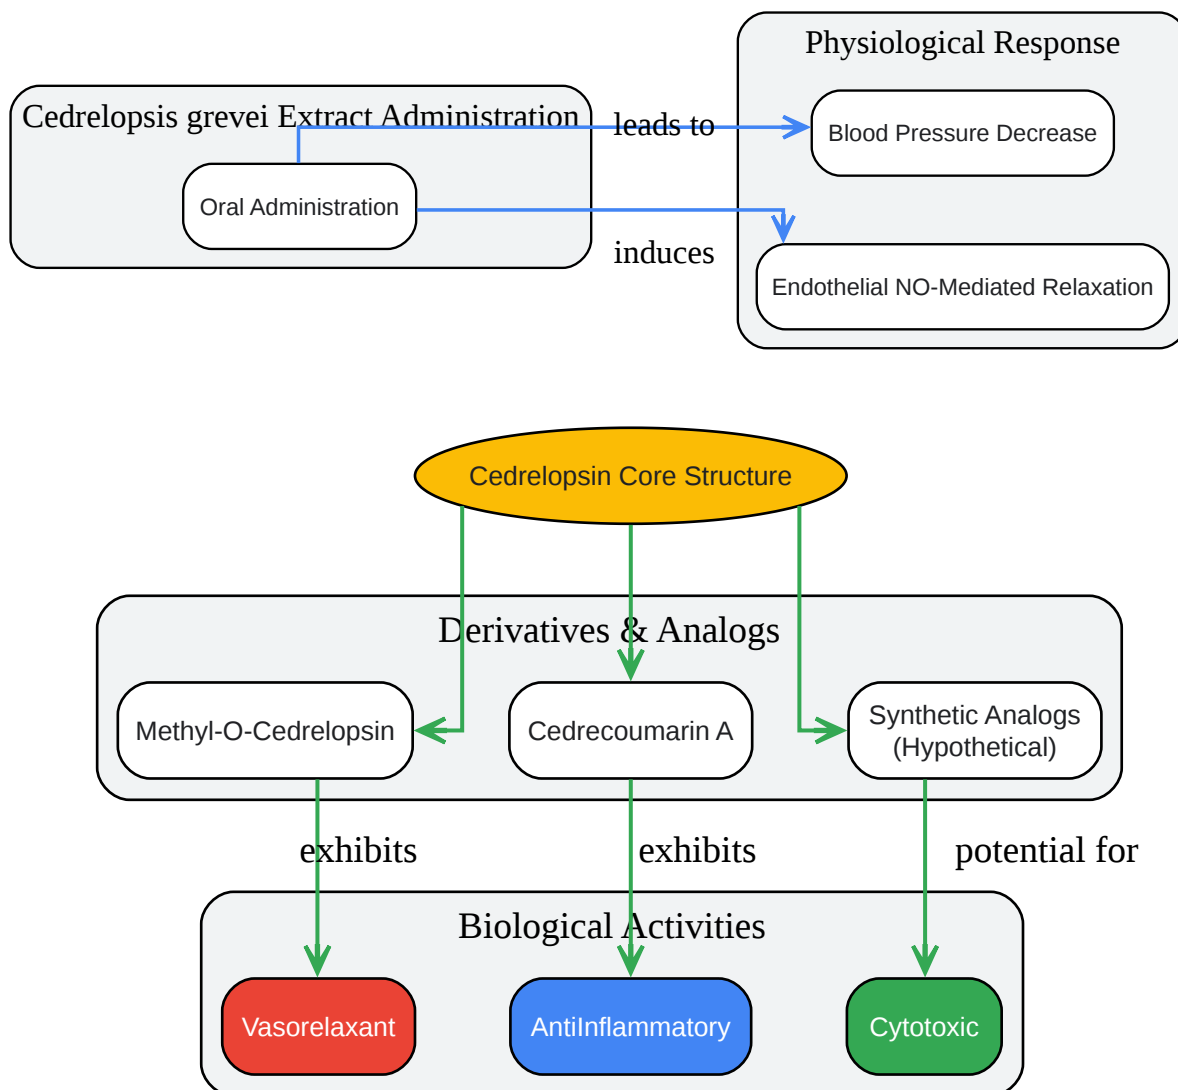 Physiological Response
Cedrelopsis grevei Extract Administration
leads to
Blood Pressure Decrease
Oral Administration
induces
Endothelial NO-Mediated Relaxation
Cedrelopsin Core Structure
Derivatives & Analogs
Methyl-O-Cedrelopsin
Cedrecoumarin A
Synthetic Analogs
(Hypothetical)
exhibits
exhibits
potential for
Biological Activities
Vasorelaxant
AntiInflammatory
Cytotoxic